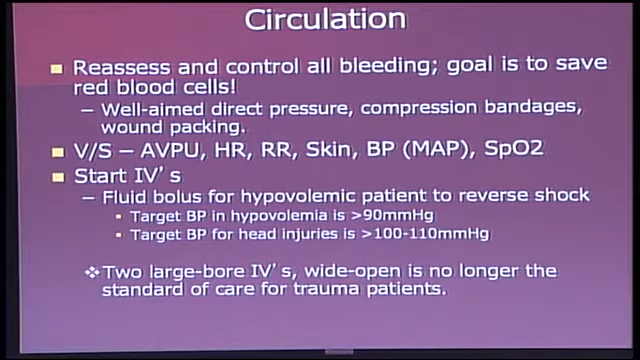 Circulation
Reassess and control all bleeding; goal is to save
red blood cells!
– Well-aimed direct pressure, compression bandages,
wound packing.
V/S – AVPU, HR, RR, Skin, BP (MAP), SpO2
Start IV's
– Fluid bolus for hypovolemic patient to reverse shock
Target BP in hypovolemia is >90mmHg
Target BP for head injuries is >100-110mmHg
❖Two large-bore IV's, wide-open is no longer the
standard of care for trauma patients.